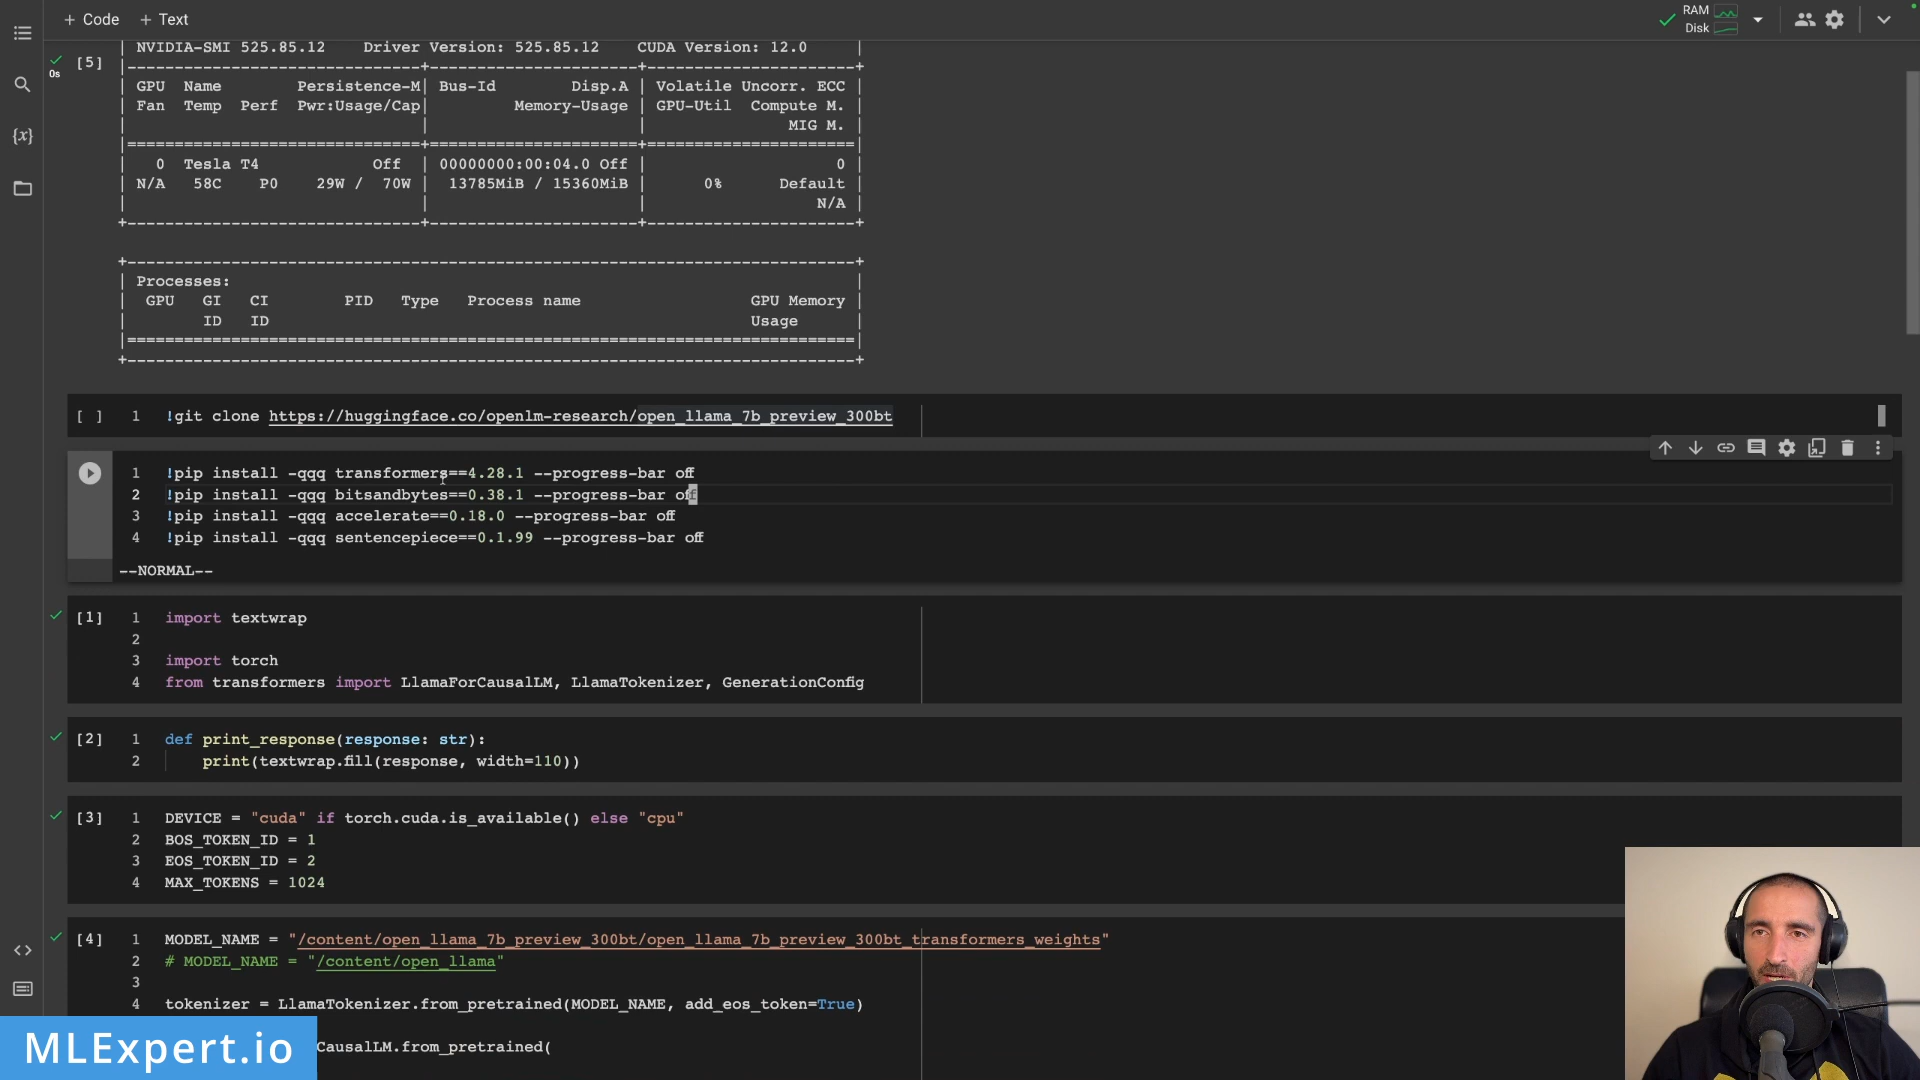 + Code + Text
RAM
Disk
[5]
0s
NVIDIA-SMI 525.85.12 Driver Version: 525.85.12 CUDA Version: 12.0
GPU Name Persistence-M| Bus-Id Disp.A | Volatile Uncorr. ECC
Fan Temp Perf Pwr:Usage/Cap| Memory-Usage | GPU-Util Compute M.
MIG M.
0 Tesla T4 Off | 00000000:00:04.0 Off | 0
N/A 58C P0 29W / 70W | 13785MiB / 15360MiB | 0% Default
N/A
Processes:
GPU GI CI PID Type Process name GPU Memory
ID ID Usage
[ ] 1 !git clone https://huggingface.co/openlm-research/open_llama_7b_preview_300bt
1 !pip install -qqq transformers==4.28.1 --progress-bar off
2 !pip install -qqq bitsandbytes==0.38.1 --progress-bar off
3 !pip install -qqq accelerate==0.18.0 --progress-bar off
4 !pip install -qqq sentencepiece==0.1.99 --progress-bar off
--NORMAL--
[1] 1 import textwrap
2
3 import torch
4 from transformers import LlamaForCausalLM, LlamaTokenizer, GenerationConfig
[2] 1 def print_response(response: str):
2 print(textwrap.fill(response, width=110))
[3] 1 DEVICE = "cuda" if torch.cuda.is_available() else "cpu"
2 BOS_TOKEN_ID = 1
3 EOS_TOKEN_ID = 2
4 MAX_TOKENS = 1024
[4] 1 MODEL_NAME = "/content/open_llama_7b_preview_300bt/open_llama_7b_preview_300bt_transformers_weights"
2 # MODEL_NAME = "/content/open_llama"
3
4 tokenizer = LlamaTokenizer.from_pretrained(MODEL_NAME, add_eos_token=True)
CausalLM.from_pretrained(
MLExpert.io